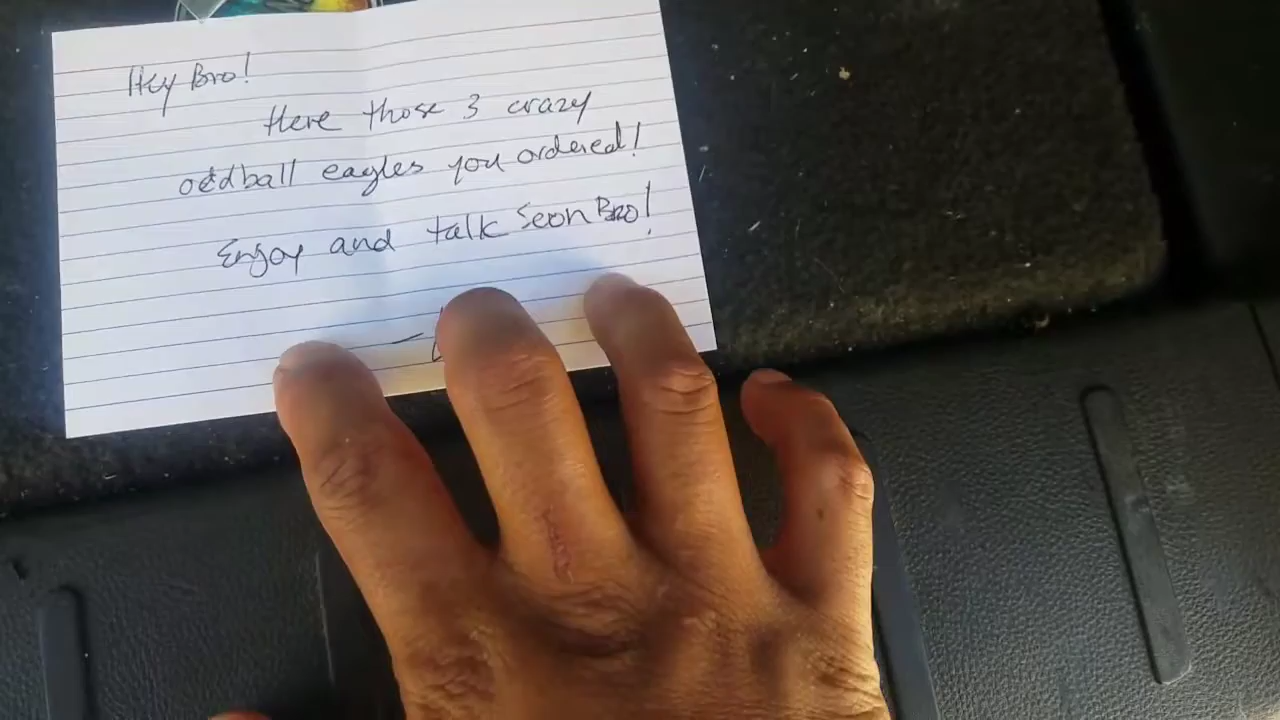 Hey Bro!
Here those 3 crazy
oddball eagles you ordered!
Enjoy and talk Soon Bro!